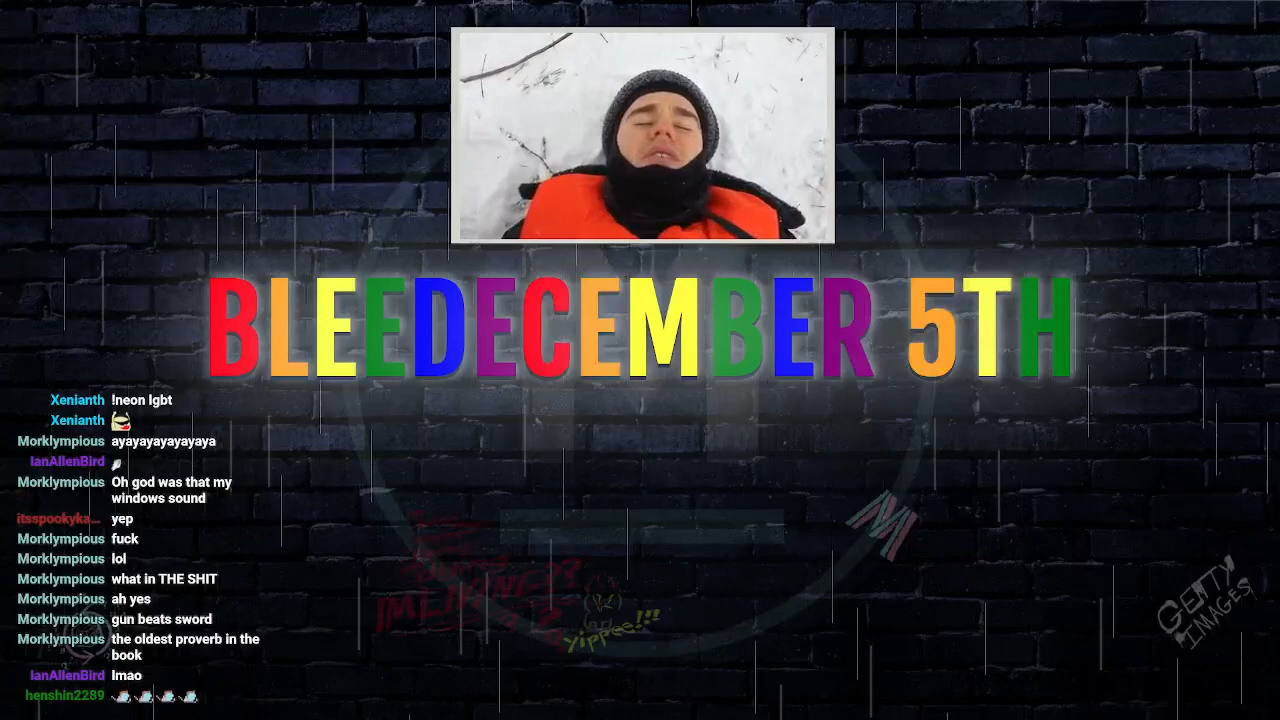 BLEEDECEMBER 5TH
Xenianth !neon lgbt
Xenianth
Morklympious ayayayayayayaya
IanAllenBird
Morklympious Oh god was that my
windows sound
itsspookyka... yep
Morklympious fuck
Morklympious lol
Morklympious what in THE SHIT
Morklympious ah yes
Morklympious gun beats sword
Morklympious the oldest proverb in the
book
IanAllenBird lmao
henshin2289
M
Yippee!!!
GETTY
IMAGES